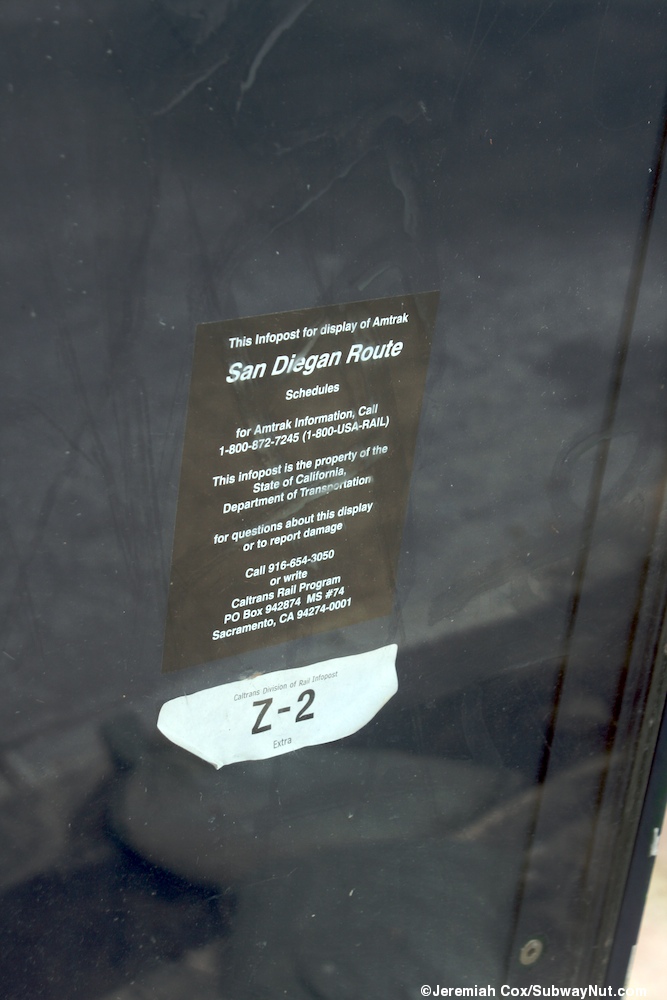 This Infopost for display of Amtrak
San Diegan Route
Schedules
for Amtrak Information, Call
1-800-872-7245 (1-800-USA-RAIL)
This infopost is the property of the
State of California,
Department of Transportation
for questions about this display
or to report damage
Call 916-654-3050
or write
Caltrans Rail Program
PO Box 942874 MS #74
Sacramento, CA 94274-0001
Caltrans Division of Rail Infopost
Z-2
Extra
©Jeremiah Cox/SubwayNut.com